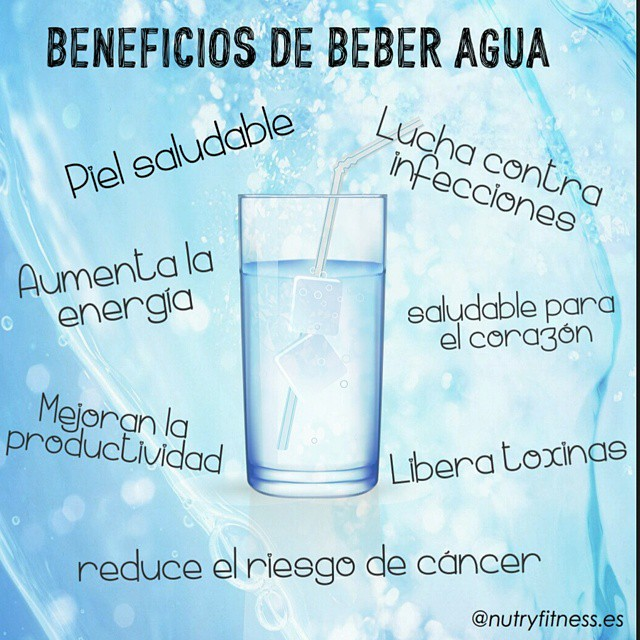 BENEFICIOS DE BEBER AGUA
Piel saludable
Lucha contra
infecciones
Aumenta la
energía
saludable para
el corazón
Mejoran la
productividad
Libera toxinas
reduce el riesgo de cáncer
@nutryfitness.es